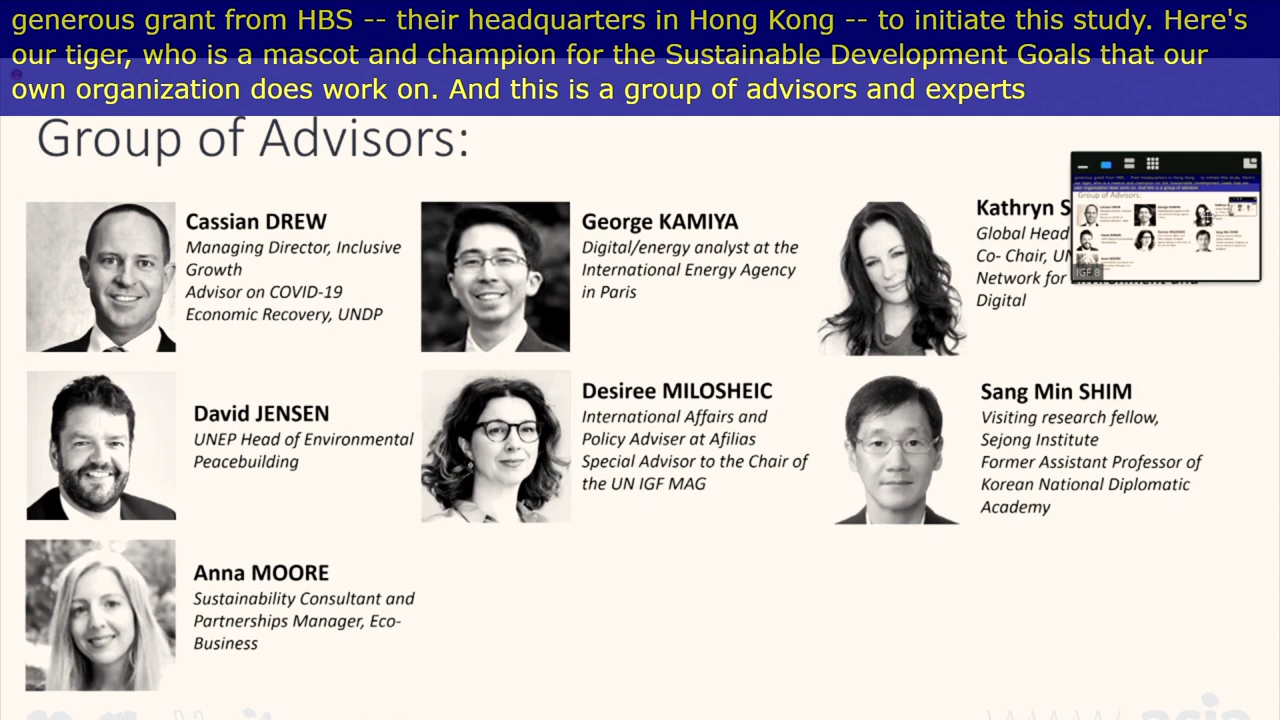 generous grant from HBS -- their headquarters in Hong Kong -- to initiate this study. Here's
our tiger, who is a mascot and champion for the Sustainable Development Goals that our
own organization does work on. And this is a group of advisors and experts
Group of Advisors:
Cassian DREW
Managing Director, Inclusive
Growth
Advisor on COVID-19
Economic Recovery, UNDP
George KAMIYA
Digital/energy analyst at the
International Energy Agency
in Paris
Kathryn S
Global Head
Co- Chair, UN
Network for Environment and
Digital
IGF 8
David JENSEN
UNEP Head of Environmental
Peacebuilding
Desiree MILOSHEIC
International Affairs and
Policy Adviser at Afilias
Special Advisor to the Chair of
the UN IGF MAG
Sang Min SHIM
Visiting research fellow,
Sejong Institute
Former Assistant Professor of
Korean National Diplomatic
Academy
Anna MOORE
Sustainability Consultant and
Partnerships Manager, Eco-
Business